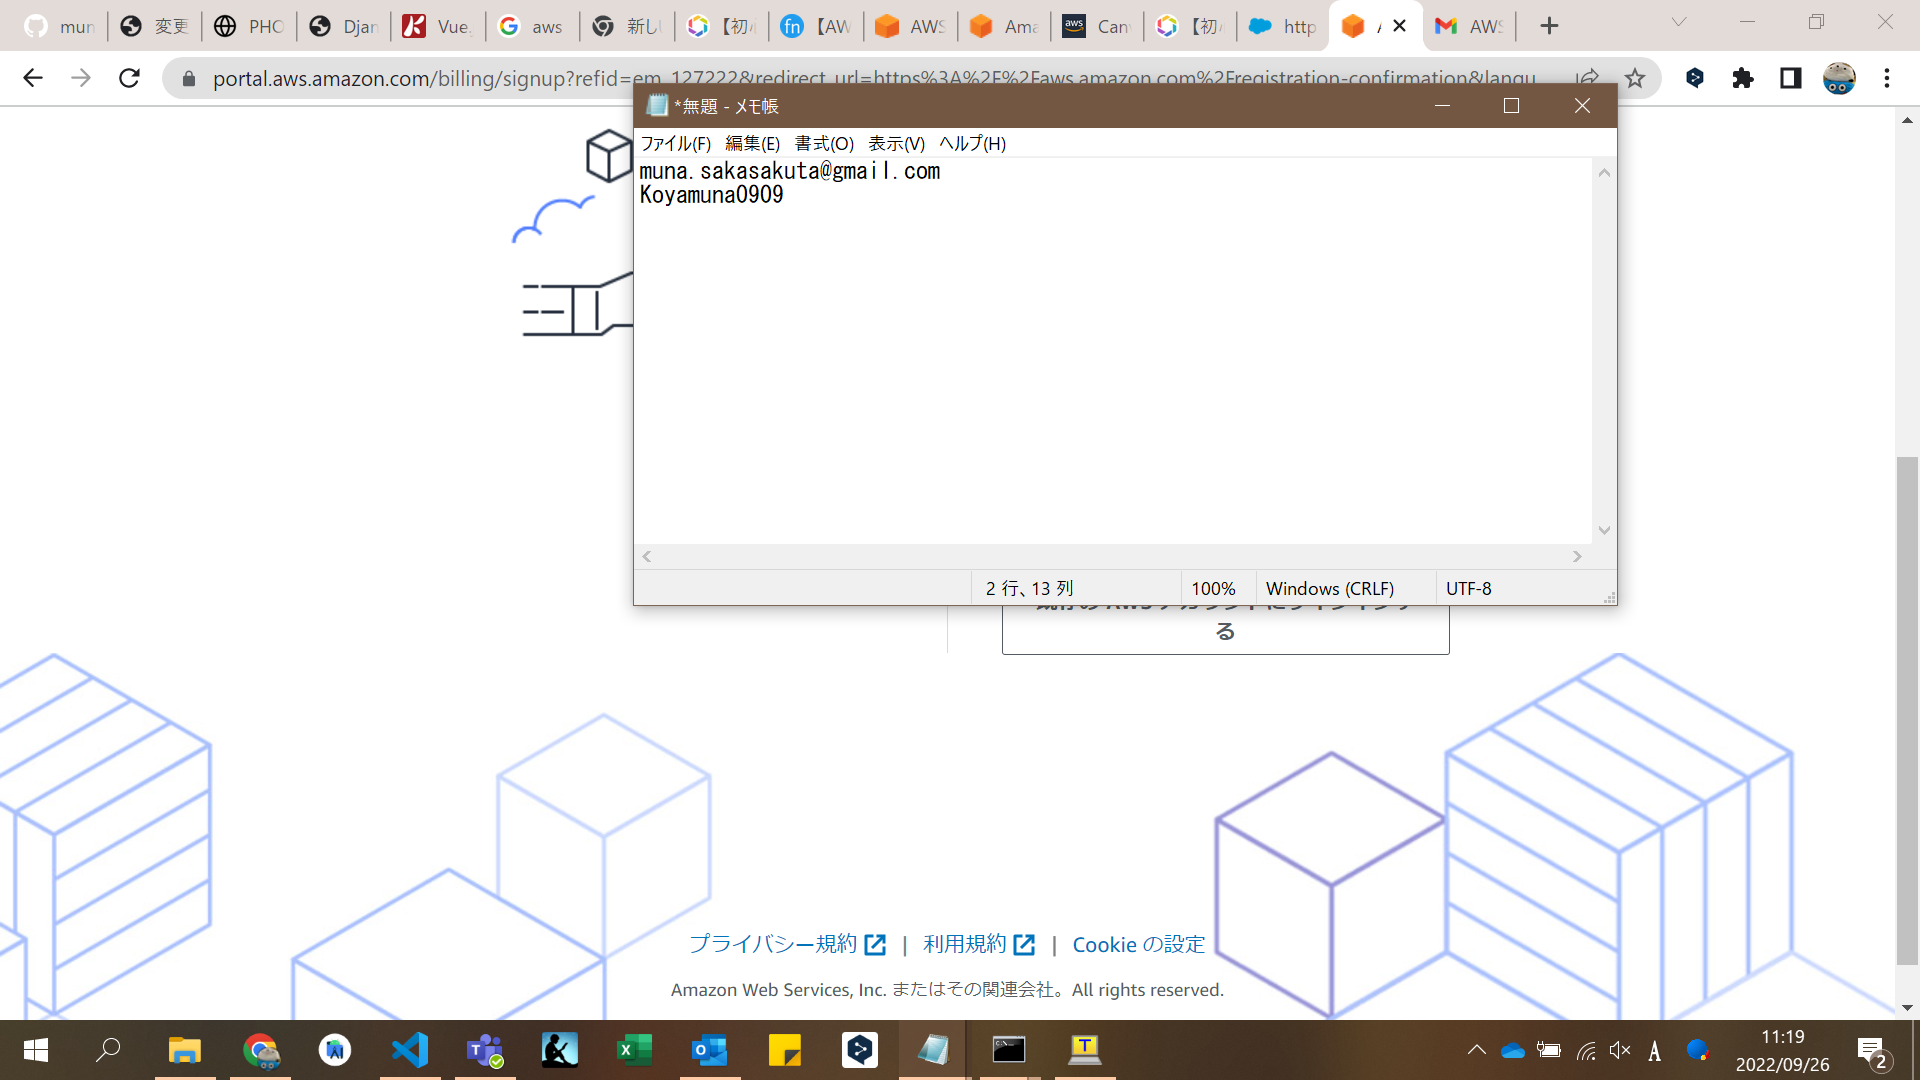 mun
変更
PHO
Djan
Vue.
aws
新し
【初
【AW
AWS
Ama
aws
Can
【初
http
AWS
portal.aws.amazon.com/billing/signup?refid=em_127222&redirect_url=https%3A%2F%2Faws.amazon.com%2Fregistration-confirmation&langu
*無題 - メモ帳
ファイル(F) 編集(E) 書式(O) 表示(V) ヘルプ(H)
muna.sakasakuta@gmail.com
Koyamuna0909
2 行、13 列
100%
Windows (CRLF)
UTF-8
る
プライバシー規約 | 利用規約 | Cookie の設定
Amazon Web Services, Inc. またはその関連会社。All rights reserved.
A
11:19
2022/09/26
2